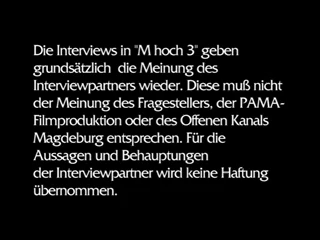 Die Interviews in "M hoch 3" geben
grundsätzlich die Meinung des
Interviewpartners wieder. Diese muß nicht
der Meinung des Fragestellers, der PAMA-
Filmproduktion oder des Offenen Kanals
Magdeburg entsprechen. Für die
Aussagen und Behauptungen
der Interviewpartner wird keine Haftung
übernommen.